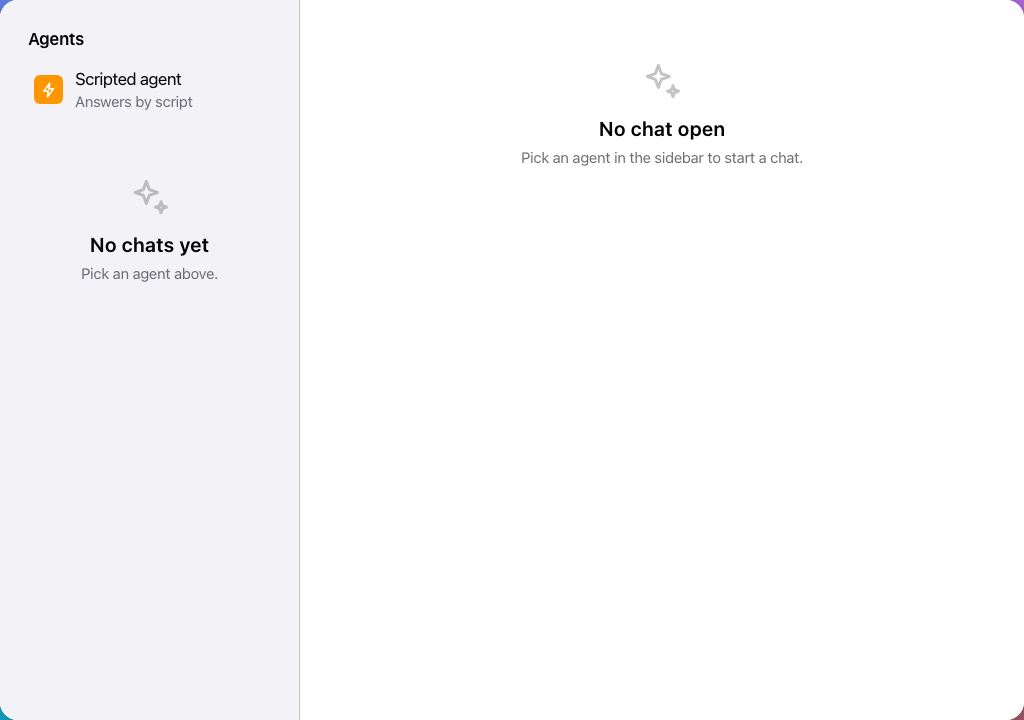 Agents
Scripted agent
Answers by script
No chats yet
Pick an agent above.
No chat open
Pick an agent in the sidebar to start a chat.